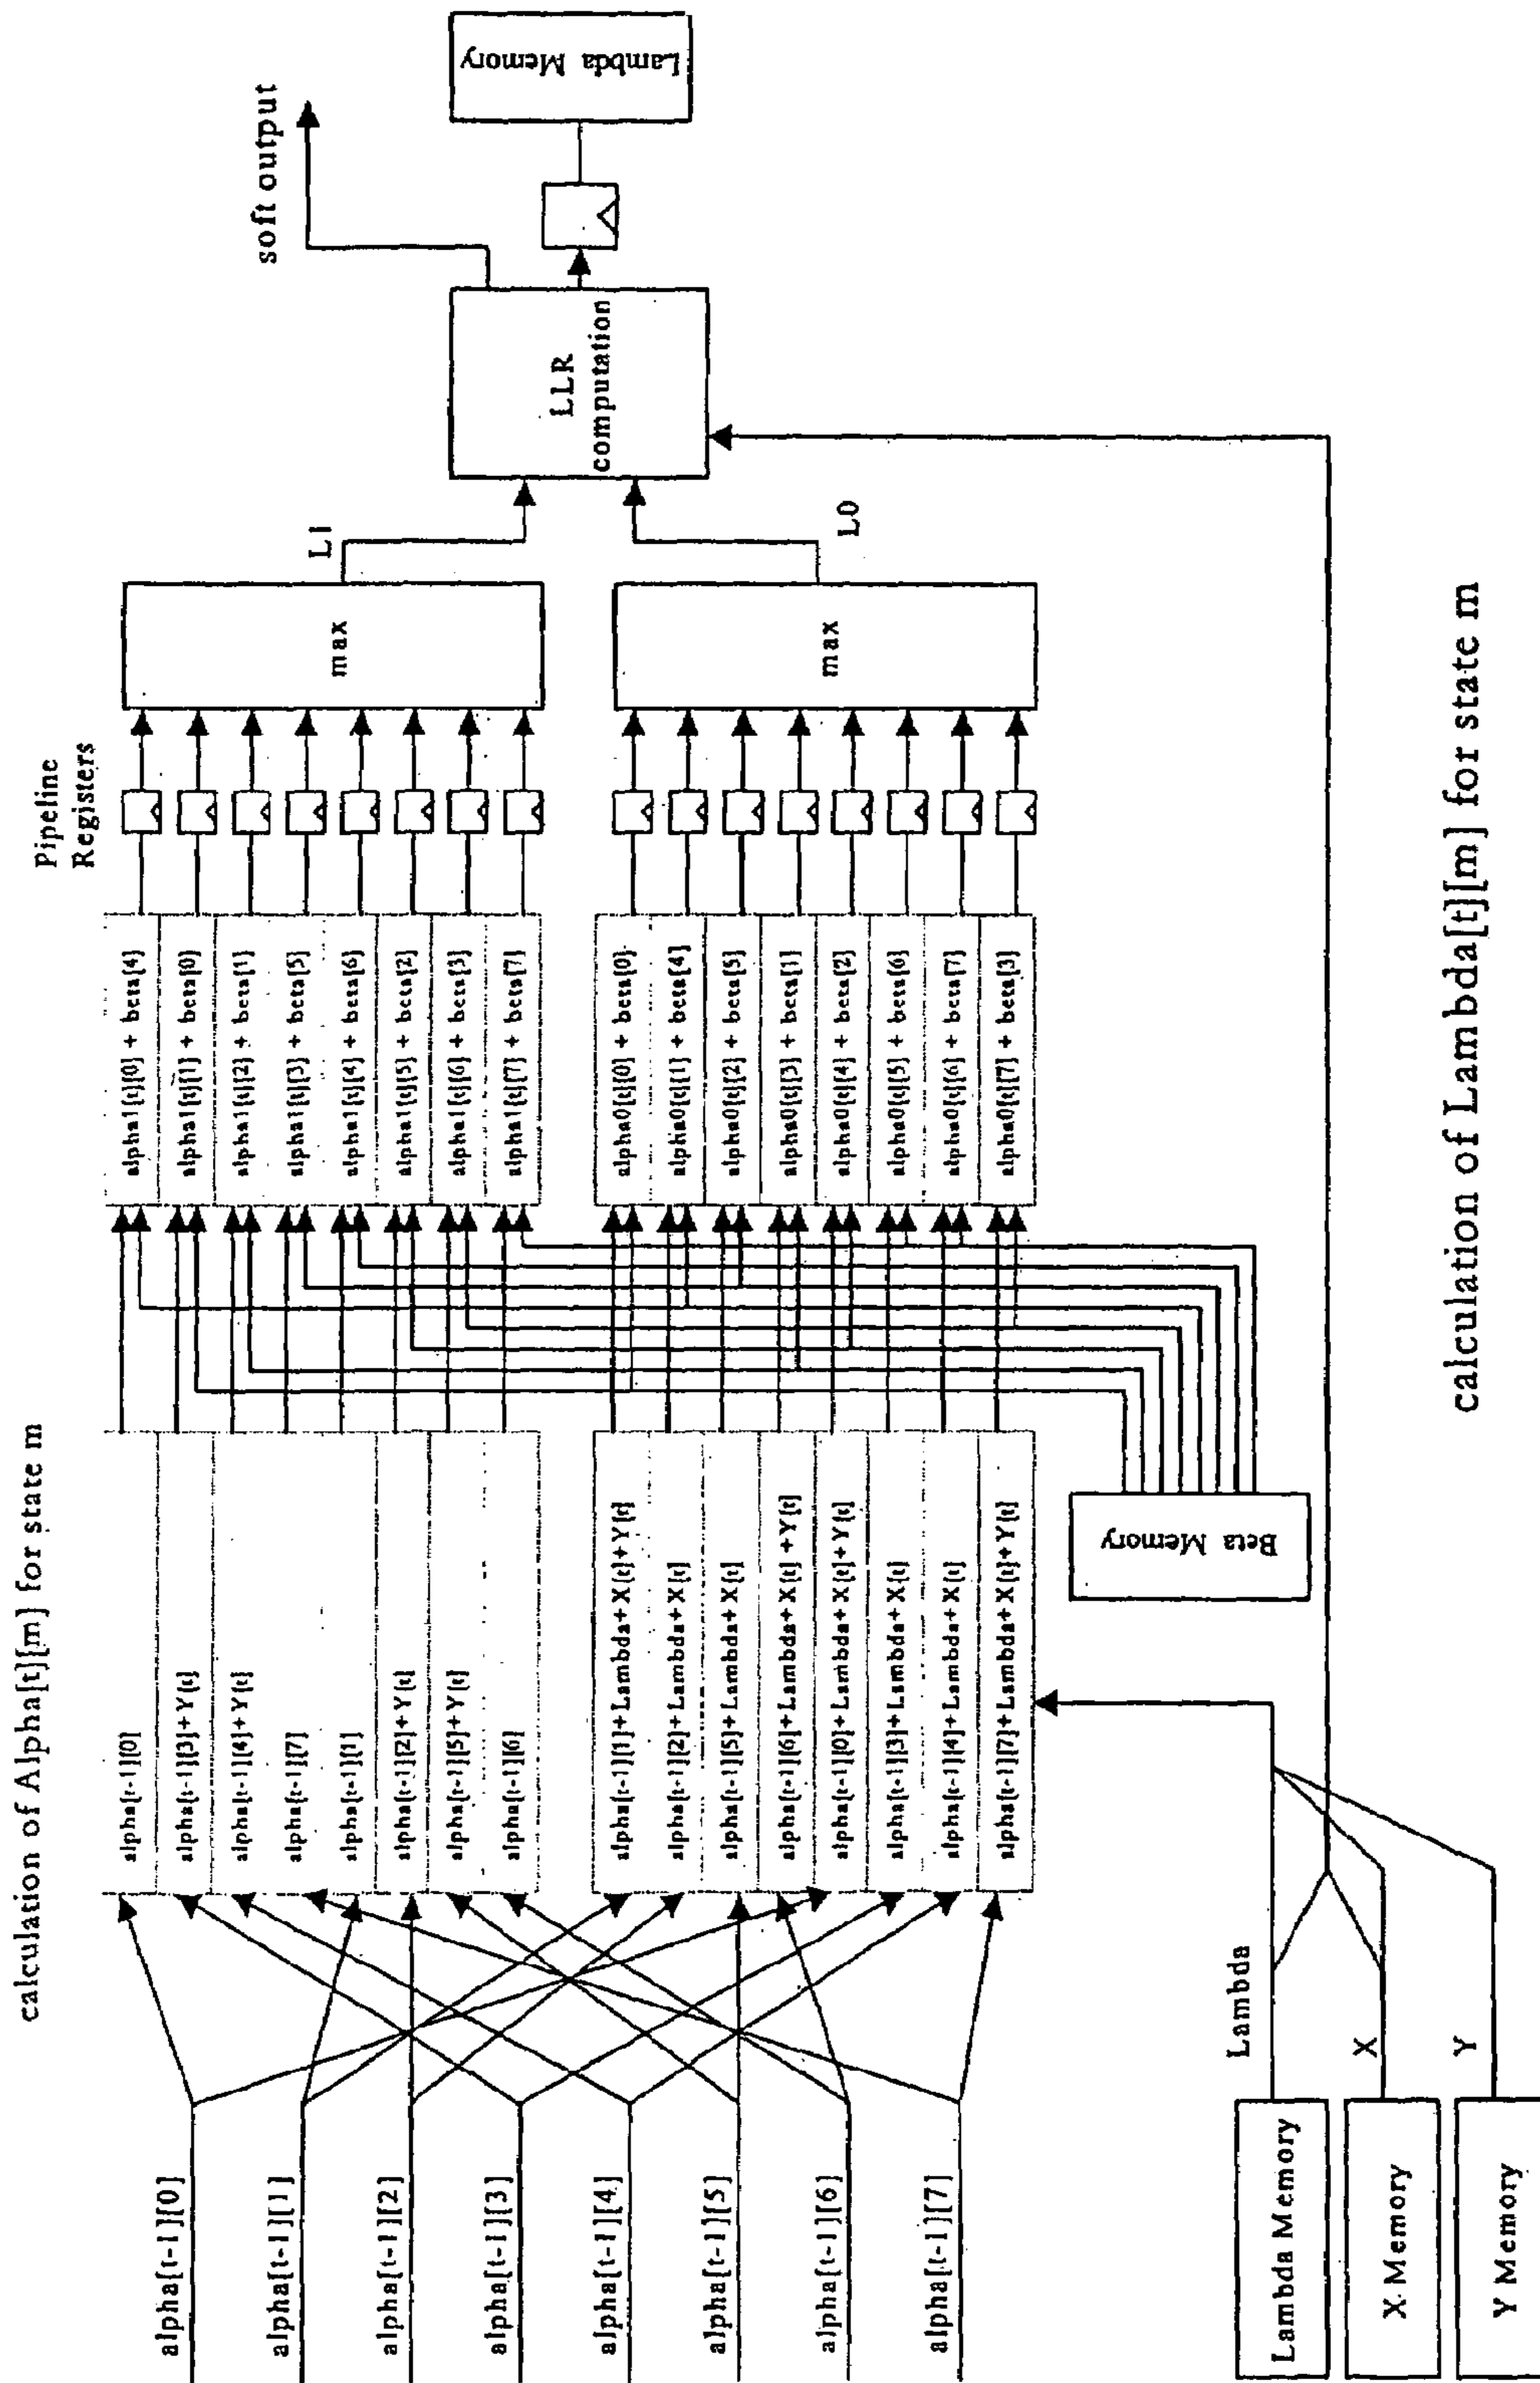 calculation of Alpha[t][m] for state m
alpha[t-1][0]
alpha[t-1][1]
alpha[t-1][2]
alpha[t-1][3]
alpha[t-1][4]
alpha[t-1][5]
alpha[t-1][6]
alpha[t-1][7]
Lambda Memory
X Memory
Y Memory
Lambda
X
Y
alpha[t-1][0]
alpha[t-1][3]+Y[t]
alpha[t-1][4]+Y[t]
alpha[t-1][7]
alpha[t-1][1]
alpha[t-1][2]+Y[t]
alpha[t-1][5]+Y[t]
alpha[t-1][6]
alpha[t-1][1]+Lambda+X[t]+Y[t]
alpha[t-1][2]+Lambda+X[t]
alpha[t-1][5]+Lambda+X[t]
alpha[t-1][6]+Lambda+X[t]+Y[t]
alpha[t-1][0]+Lambda+X[t]+Y[t]
alpha[t-1][3]+Lambda+X[t]
alpha[t-1][4]+Lambda+X[t]
alpha[t-1][7]+Lambda+X[t]+Y[t]
Beta Memory
alpha1[t][0] + beta[4]
alpha1[t][1] + beta[0]
alpha1[t][2] + beta[1]
alpha1[t][3] + beta[5]
alpha1[t][4] + beta[6]
alpha1[t][5] + beta[2]
alpha1[t][6] + beta[3]
alpha1[t][7] + beta[7]
alpha0[t][0] + beta[0]
alpha0[t][1] + beta[4]
alpha0[t][2] + beta[5]
alpha0[t][3] + beta[1]
alpha0[t][4] + beta[2]
alpha0[t][5] + beta[6]
alpha0[t][6] + beta[7]
alpha0[t][7] + beta[3]
Pipeline
Registers
max
max
L1
L0
LLR
computation
soft output
Lambda Memory
calculation of Lambda[t][m] for state m